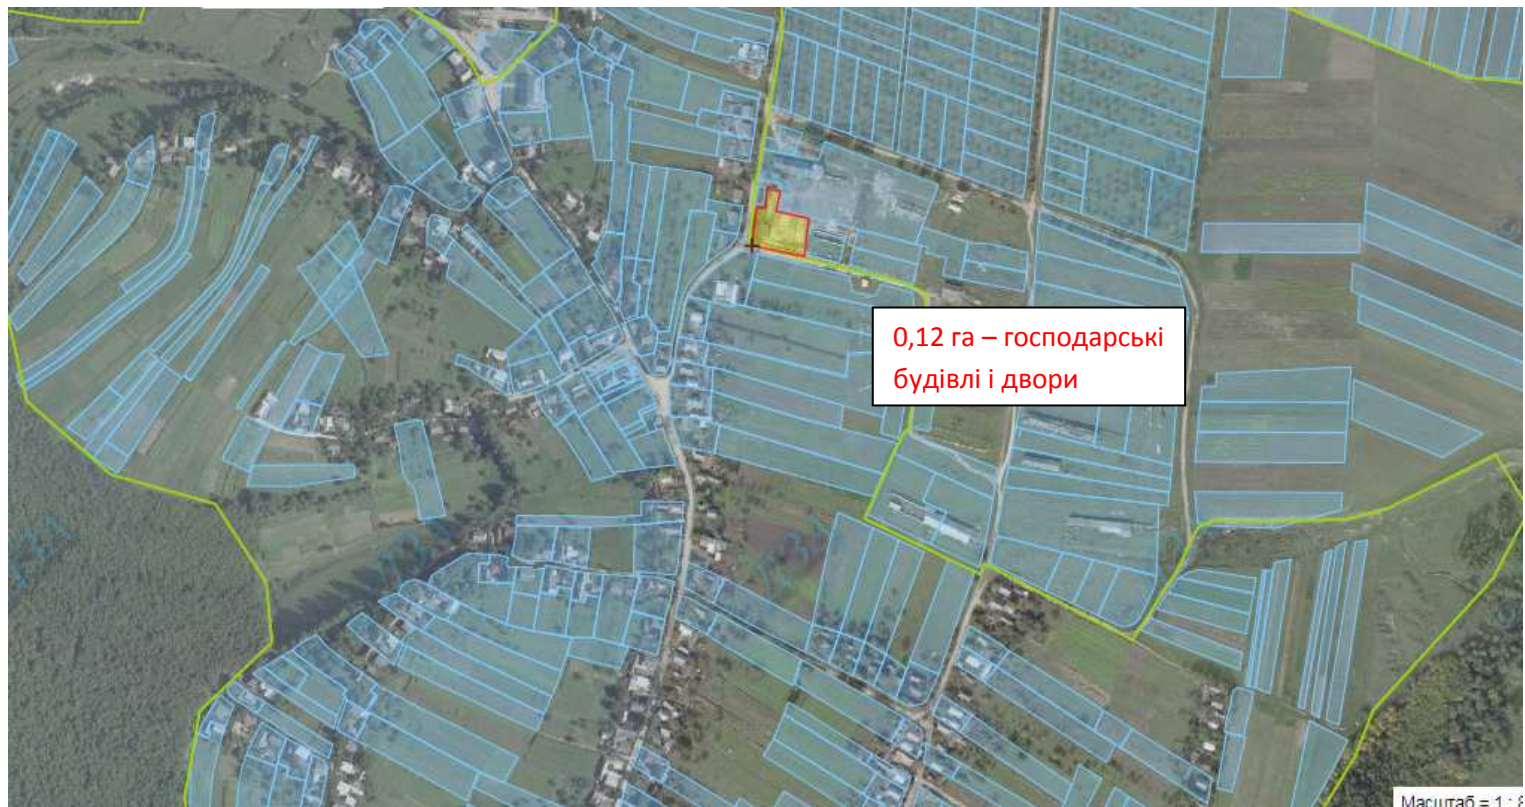 0,12 га – господарські
будівлі і двори
Масштаб = 1 :